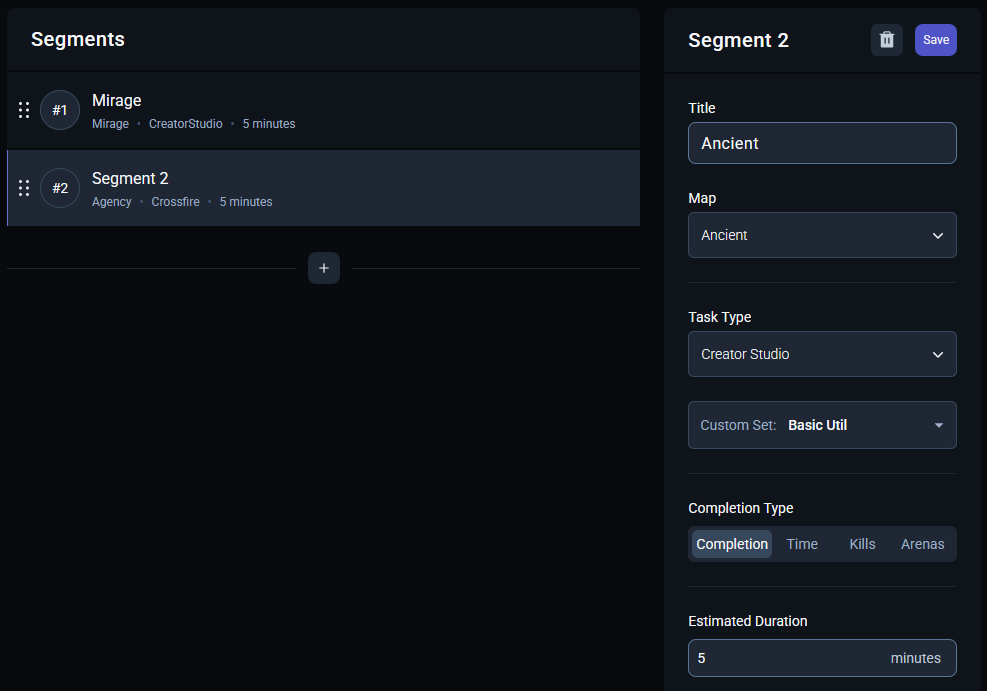 Segments
#1
Mirage
Mirage • CreatorStudio • 5 minutes
#2
Segment 2
Agency • Crossfire • 5 minutes
+
Segment 2
Save
Title
Ancient
Map
Ancient
Task Type
Creator Studio
Custom Set: Basic Util
Completion Type
Completion Time Kills Arenas
Estimated Duration
5 minutes